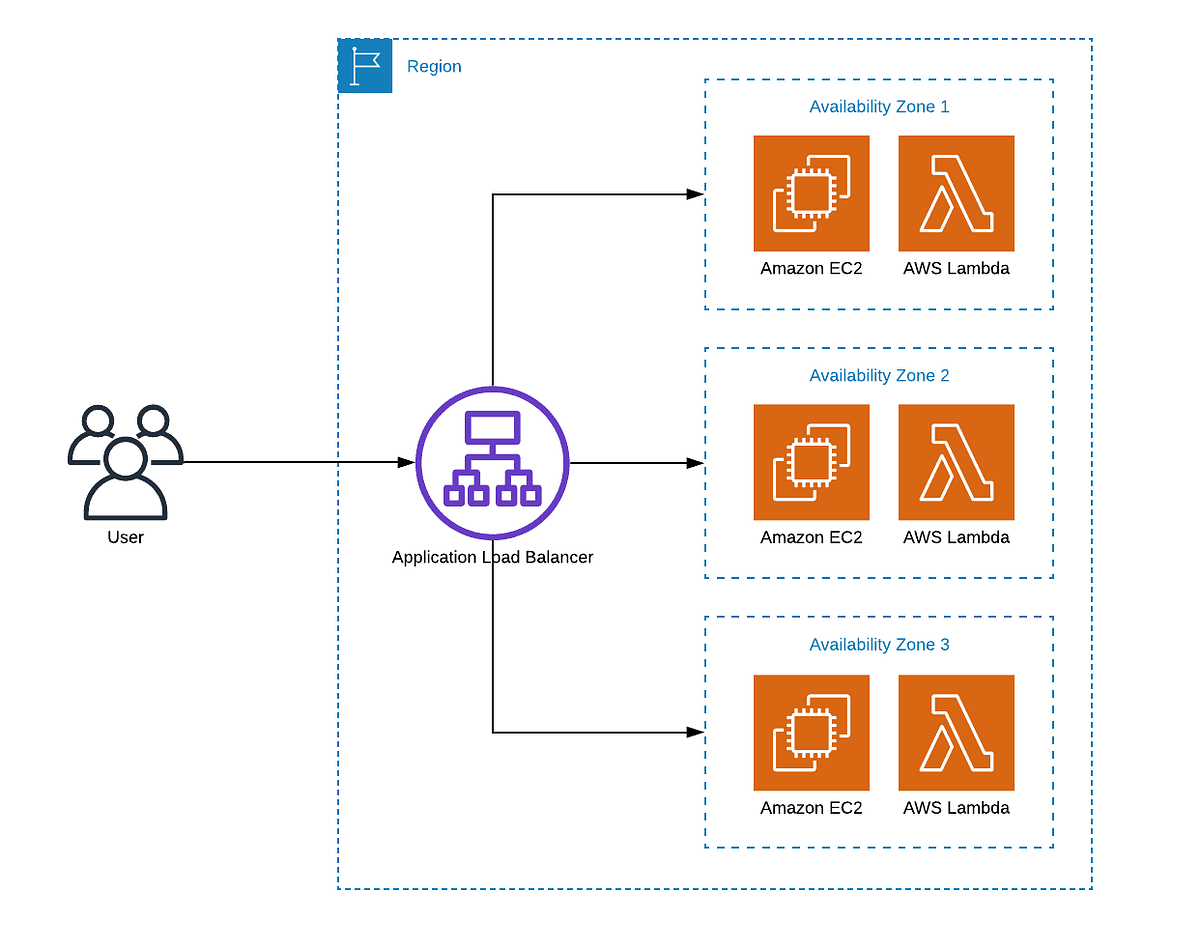 Region
Availability Zone 1
Amazon EC2
AWS Lambda
Availability Zone 2
Amazon EC2
AWS Lambda
User
Application Load Balancer
Availability Zone 3
Amazon EC2
AWS Lambda